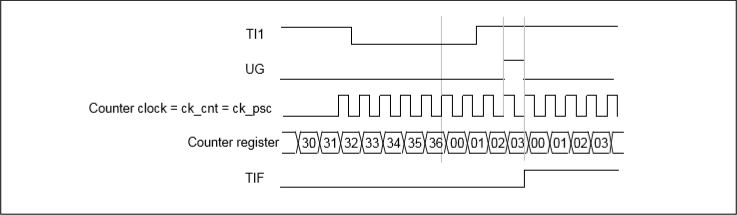 TI1
UG
Counter clock = ck_cnt = ck_psc
Counter register 30 31 32 33 34 35 36 00 01 02 03 00 01 02 03
TIF